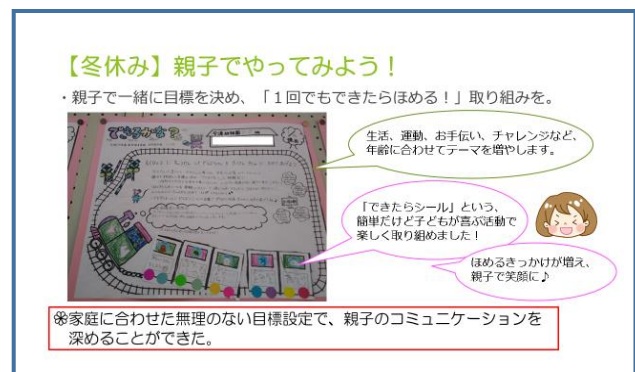 【冬休み】親子でやってみよう！
・親子で一緒に目標を決め、「１回でもできたらほめる！」取り組みを。
できるかな？
生活、運動、お手伝い、チャレンジなど、
年齢に合わせてテーマを増やします。
「できたらシール」という、
簡単だけど子どもが喜ぶ活動で
楽しく取り組めました！
ほめるきっかけが増え、
親子で笑顔に♪
※家庭に合わせた無理のない目標設定で、親子のコミュニケーションを
深めることができた。